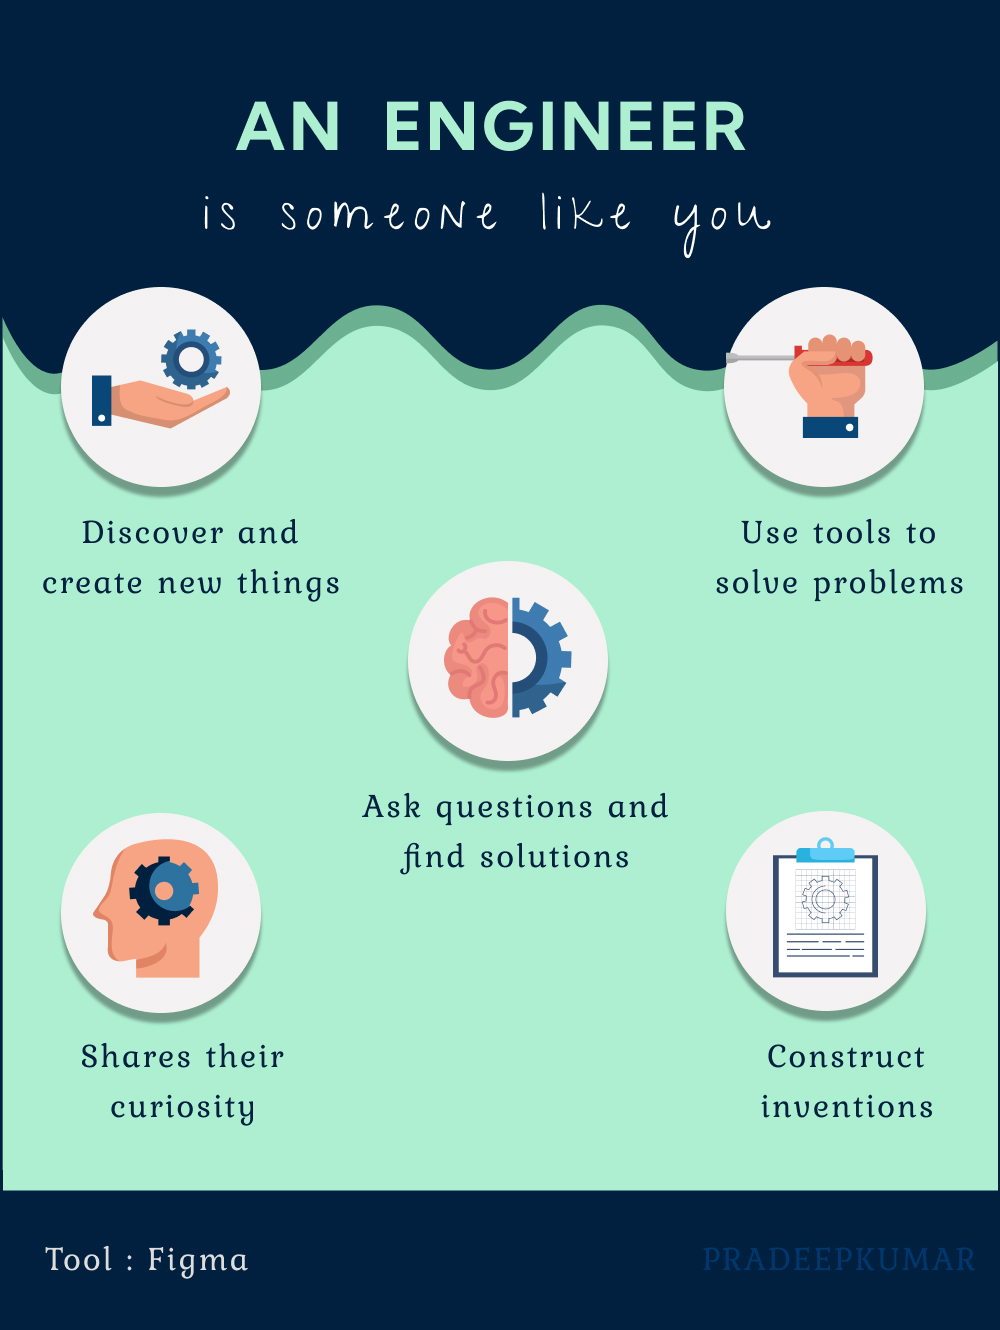 AN ENGINEER
is someone like you
Discover and
create new things
Use tools to
solve problems
Ask questions and
find solutions
Shares their
curiosity
Construct
inventions
Tool : Figma
PRADEEPKUMAR